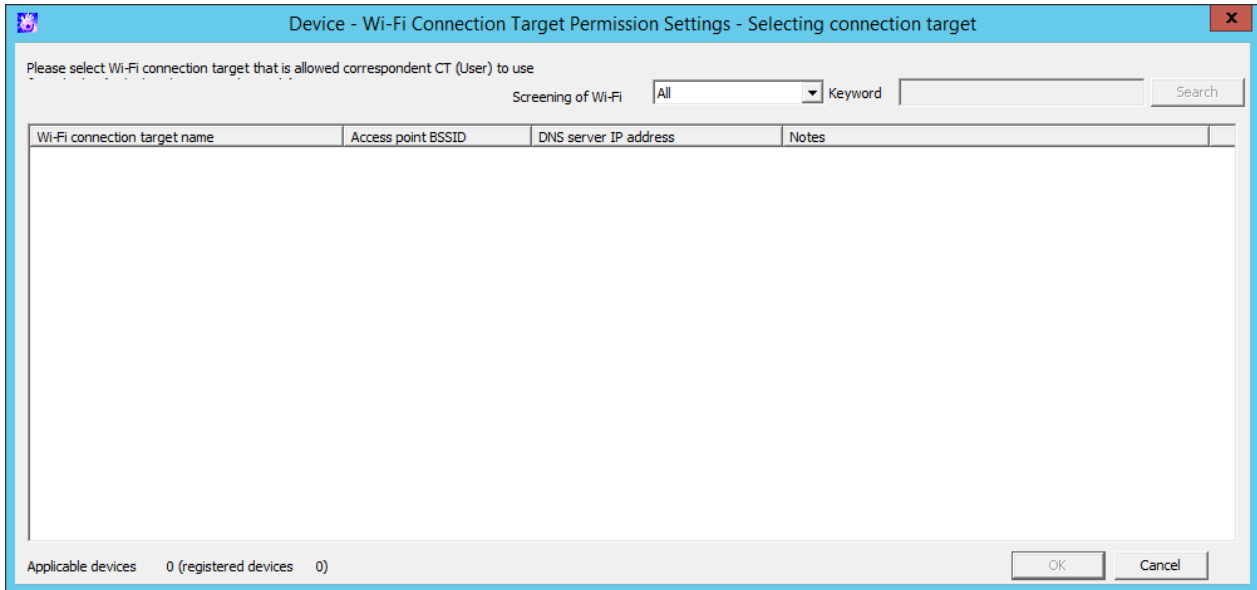 Device - Wi-Fi Connection Target Permission Settings - Selecting connection target
x
Please select Wi-Fi connection target that is allowed correspondent CT (User) to use
Screening of Wi-Fi All Keyword Search
Wi-Fi connection target name Access point BSSID DNS server IP address Notes
Applicable devices 0 (registered devices 0) OK Cancel